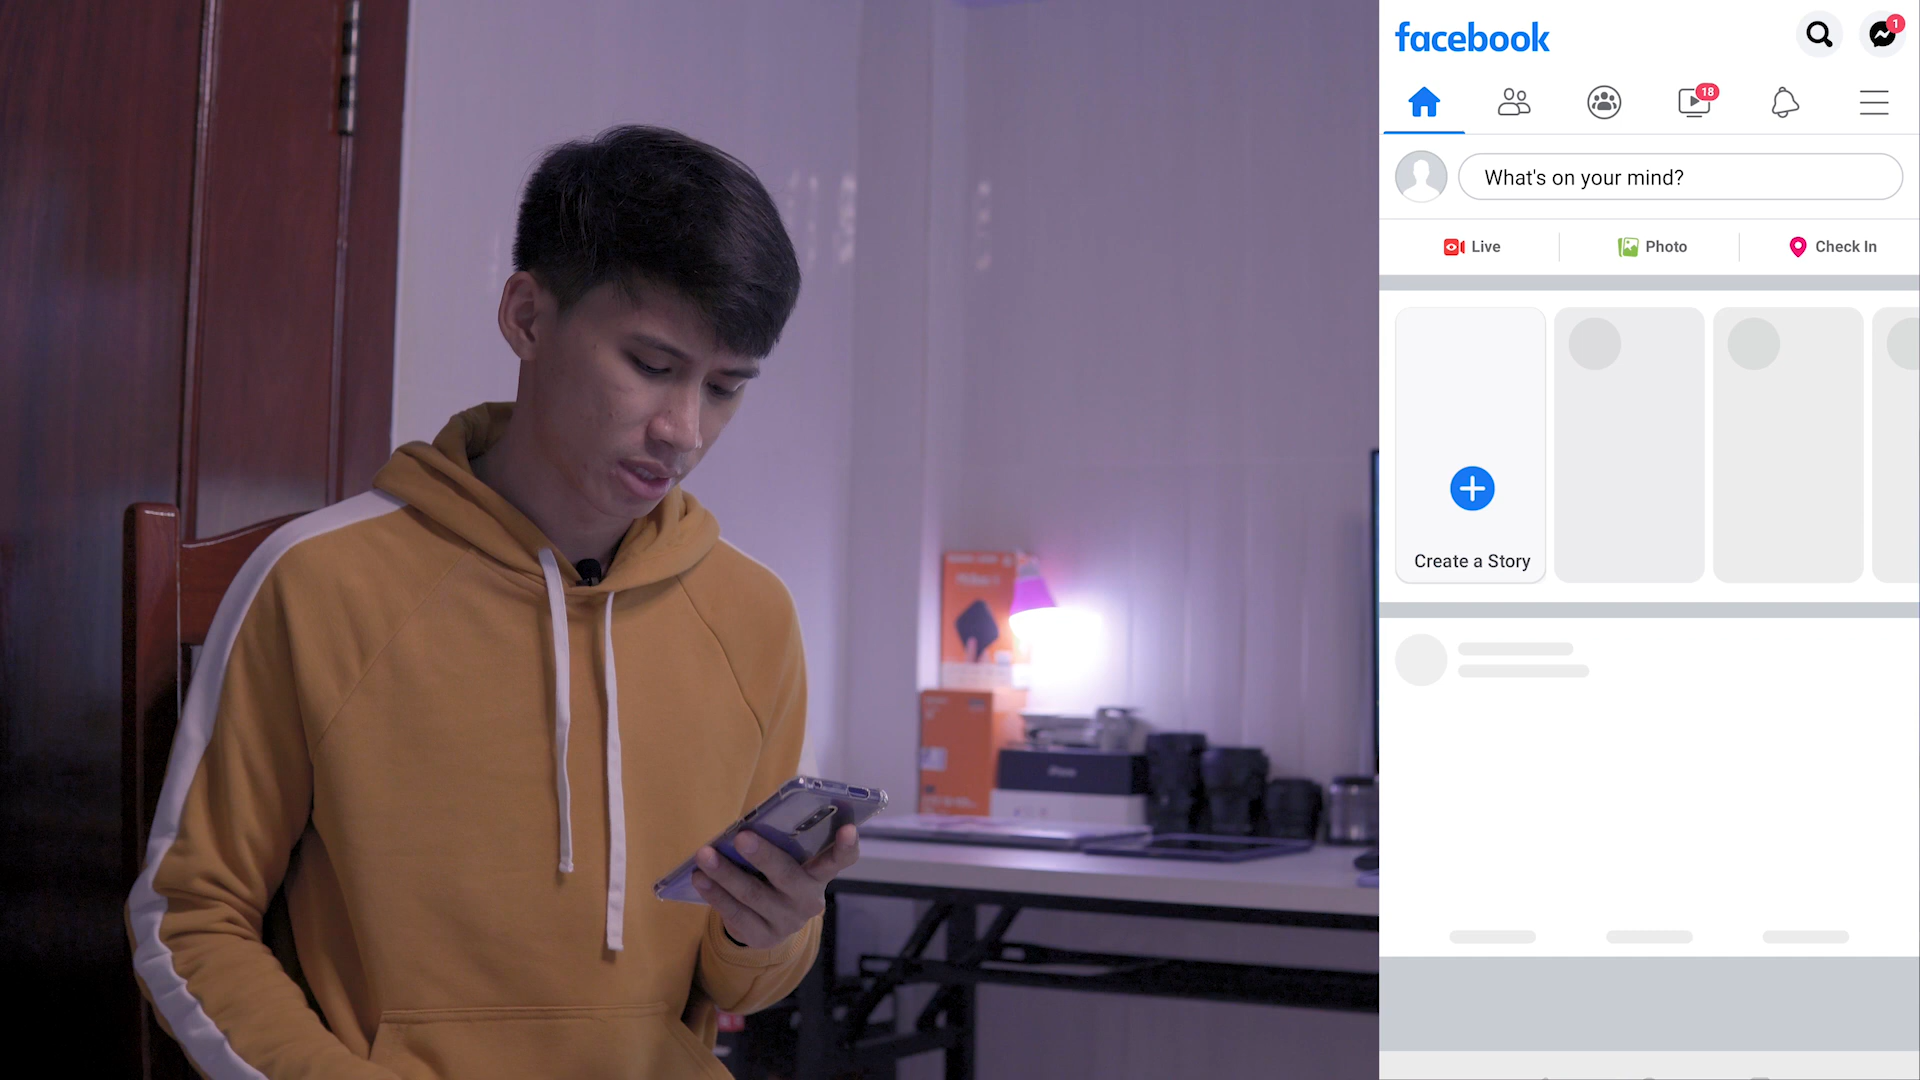 facebook
1
18
What's on your mind?
Live
Photo
Check In
Create a Story